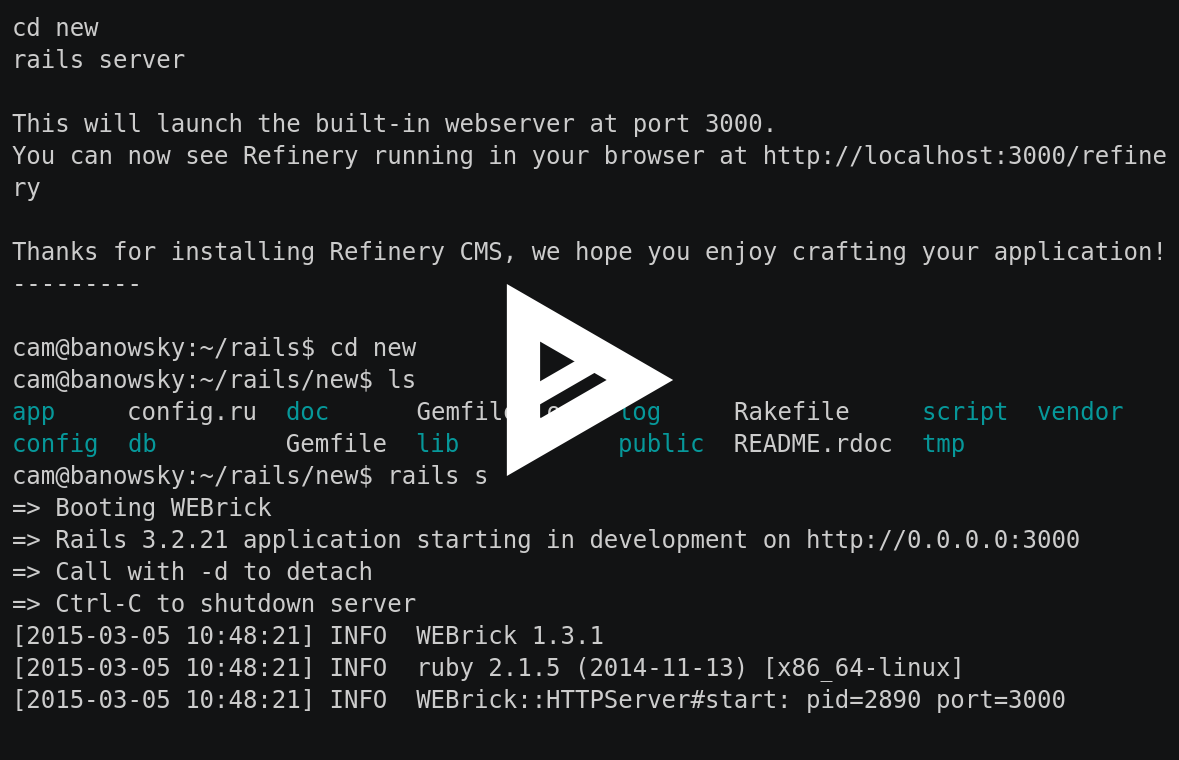 cd new
rails server
This will launch the built-in webserver at port 3000.
You can now see Refinery running in your browser at http://localhost:3000/refine
ry
Thanks for installing Refinery CMS, we hope you enjoy crafting your application!
---------
cam@banowsky:~/rails$ cd new
cam@banowsky:~/rails/new$ ls
app config.ru doc log Rakefile script vendor
config db Gemfile lib public README.rdoc tmp
cam@banowsky:~/rails/new$ rails s
=> Booting WEBrick
=> Rails 3.2.21 application starting in development on http://0.0.0.0:3000
=> Call with -d to detach
=> Ctrl-C to shutdown server
[2015-03-05 10:48:21] INFO  WEBrick 1.3.1
[2015-03-05 10:48:21] INFO  ruby 2.1.5 (2014-11-13) [x86_64-linux]
[2015-03-05 10:48:21] INFO  WEBrick::HTTPServer#start: pid=2890 port=3000